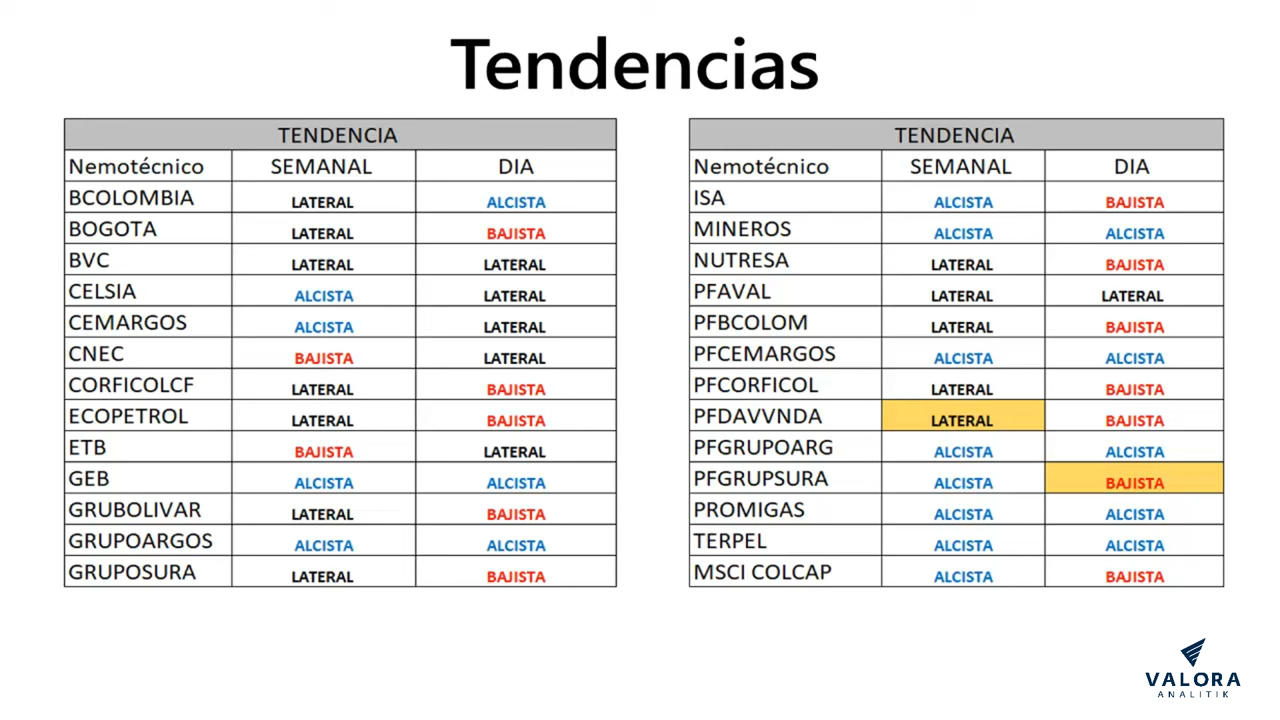 Tendencias
TENDENCIA
Nemotécnico SEMANAL DIA
BCOLOMBIA LATERAL ALCISTA
BOGOTA LATERAL BAJISTA
BVC LATERAL LATERAL
CELSIA ALCISTA LATERAL
CEMARGOS ALCISTA LATERAL
CNEC BAJISTA LATERAL
CORFICOLCF LATERAL BAJISTA
ECOPETROL LATERAL BAJISTA
ETB BAJISTA LATERAL
GEB ALCISTA ALCISTA
GRUBOLIVAR LATERAL BAJISTA
GRUPOARGOS ALCISTA ALCISTA
GRUPOSURA LATERAL BAJISTA
TENDENCIA
Nemotécnico SEMANAL DIA
ISA ALCISTA BAJISTA
MINEROS ALCISTA ALCISTA
NUTRESA LATERAL BAJISTA
PFAVAL LATERAL LATERAL
PFBCOLOM LATERAL BAJISTA
PFCEMARGOS ALCISTA ALCISTA
PFCORFICOL LATERAL BAJISTA
PFDAVVNDA LATERAL BAJISTA
PFGRUPOARG ALCISTA ALCISTA
PFGRUPSURA ALCISTA BAJISTA
PROMIGAS ALCISTA ALCISTA
TERPEL ALCISTA ALCISTA
MSCI COLCAP ALCISTA BAJISTA
VALORA
ANALITIK